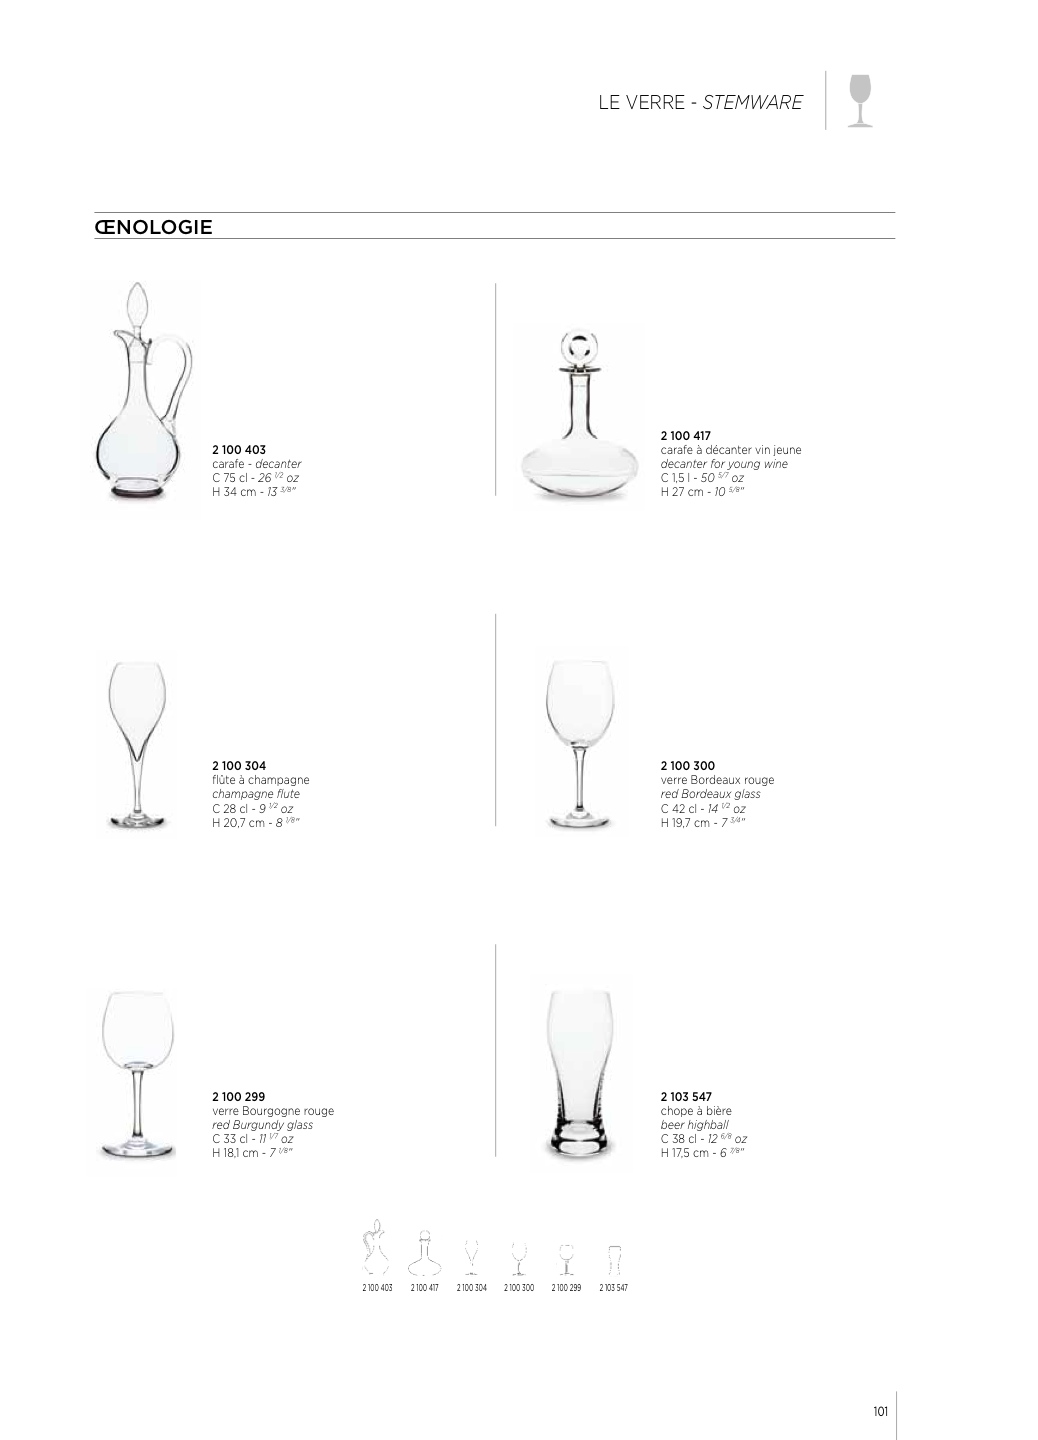 LE VERRE - STEMWARE
ŒNOLOGIE
2 100 403
carafe - decanter
C 75 cl - 26 1/2 oz
H 34 cm - 13 3/8"
2 100 417
carafe à décanter vin jeune
decanter for young wine
C 1,5 l - 50 5/7 oz
H 27 cm - 10 5/8"
2 100 304
flûte à champagne
champagne flute
C 28 cl - 9 1/2 oz
H 20,7 cm - 8 1/8"
2 100 300
verre Bordeaux rouge
red Bordeaux glass
C 42 cl - 14 1/2 oz
H 19,7 cm - 7 3/4"
2 100 299
verre Bourgogne rouge
red Burgundy glass
C 33 cl - 11 1/7 oz
H 18,1 cm - 7 1/8"
2 103 547
chope à bière
beer highball
C 38 cl - 12 6/8 oz
H 17,5 cm - 6 7/8"
2 100 403 2 100 417 2 100 304 2 100 300 2 100 299 2 103 547
101